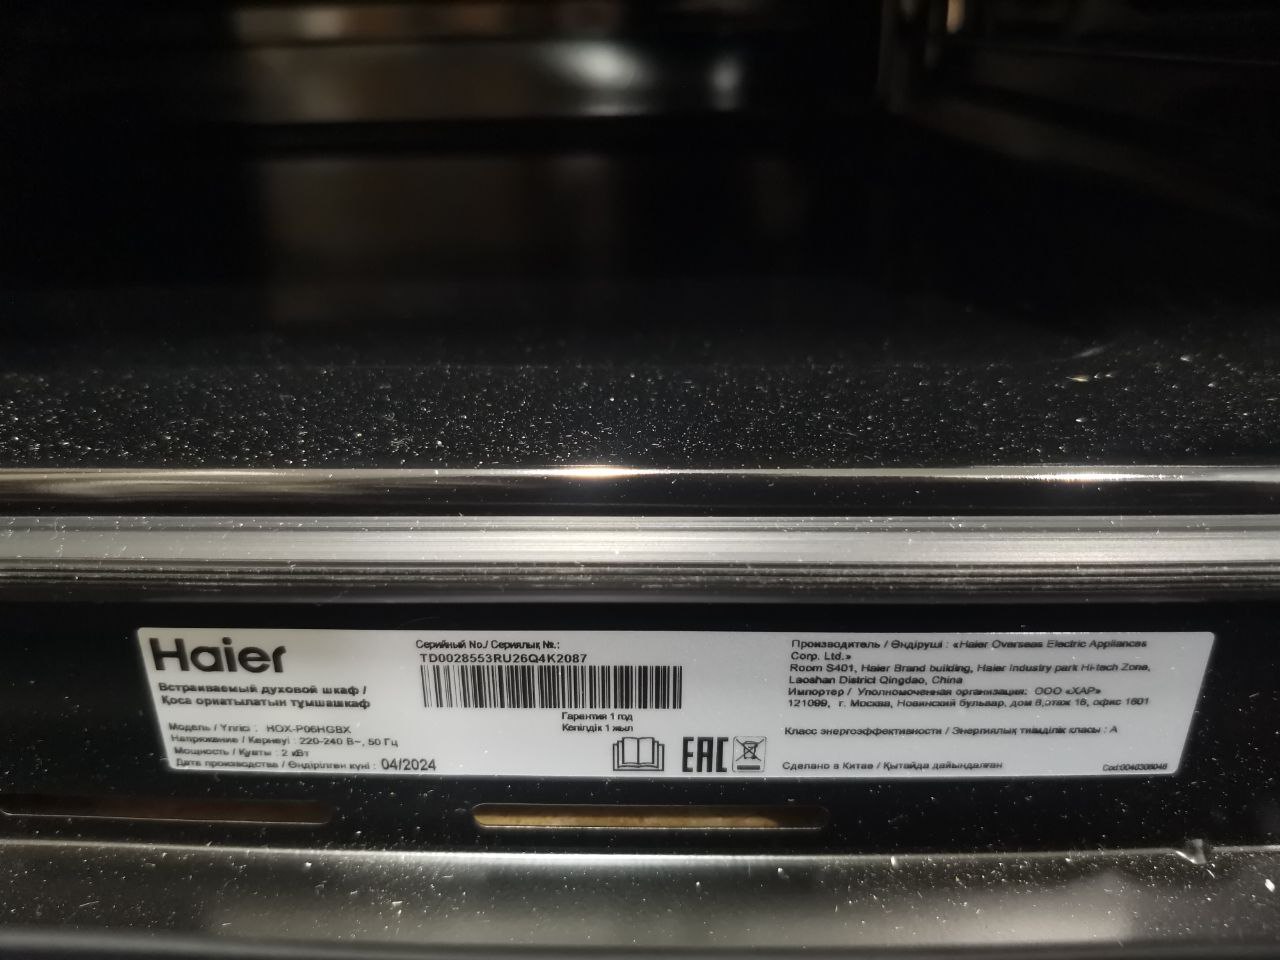 Haier
Встраиваемый духовой шкаф /
Қоса орнатылатын тұмшашкаф
Модель / Үлгісі : HOX-P06HGBX
Напряжение / Кернеуі : 220-240 В~, 50 Гц
Мощность / Қуаты : 2 кВт
Дата производства / Өндірілген күні : 04/2024
Серийный No./ Сериялық №.:
TD0028553RU26Q4K2087
Гарантия 1 год
Кепілдік 1 жыл
EAC
Производитель / Өндіруші : «Haier Overseas Electric Appliances
Corp. Ltd.»
Room S401, Haier Brand building, Haier Industry park Hi-tech Zone,
Laoshan District Qingdao, China
Импортер / Уполномоченная организация: ООО «ХАР»
121099, г. Москва, Новинский бульвар, дом 8,этаж 16, офис 1601
Класс энергоэффективности / Энергиялық тиімділік класы : A
Сделано в Китае / Қытайда дайындалған